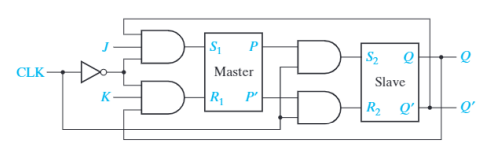 J S₁ P S₂ Q Q
CLK Master Slave
K R₁ P' R₂ Q' Q'